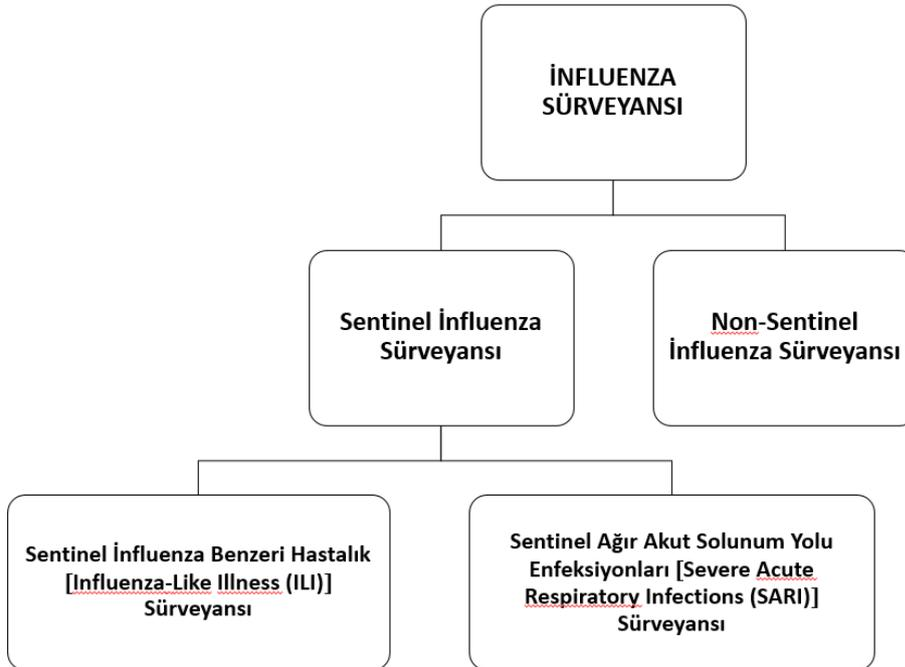 İNFLUENZA
SÜRVEYANSI
Sentinel İnfluenza
Sürveyansı
Non-Sentinel
İnfluenza Sürveyansı
Sentinel İnfluenza Benzeri Hastalık
[Influenza-Like Illness (ILI)]
Sürveyansı
Sentinel Ağır Akut Solunum Yolu
Enfeksiyonları [Severe Acute
Respiratory Infections (SARI)]
Sürveyansı